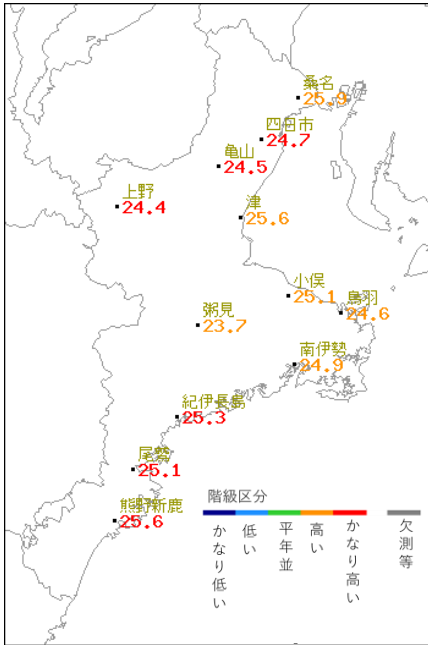 桑名
25.9
四日市
24.7
亀山
24.5
上野
24.4
津
25.6
小俣
25.1
鳥羽
24.6
粥見
23.7
南伊勢
24.9
紀伊長島
25.3
尾鷲
25.1
熊野新鹿
25.6
階級区分
かなり低い
低い
平年並
高い
かなり高い
欠測等